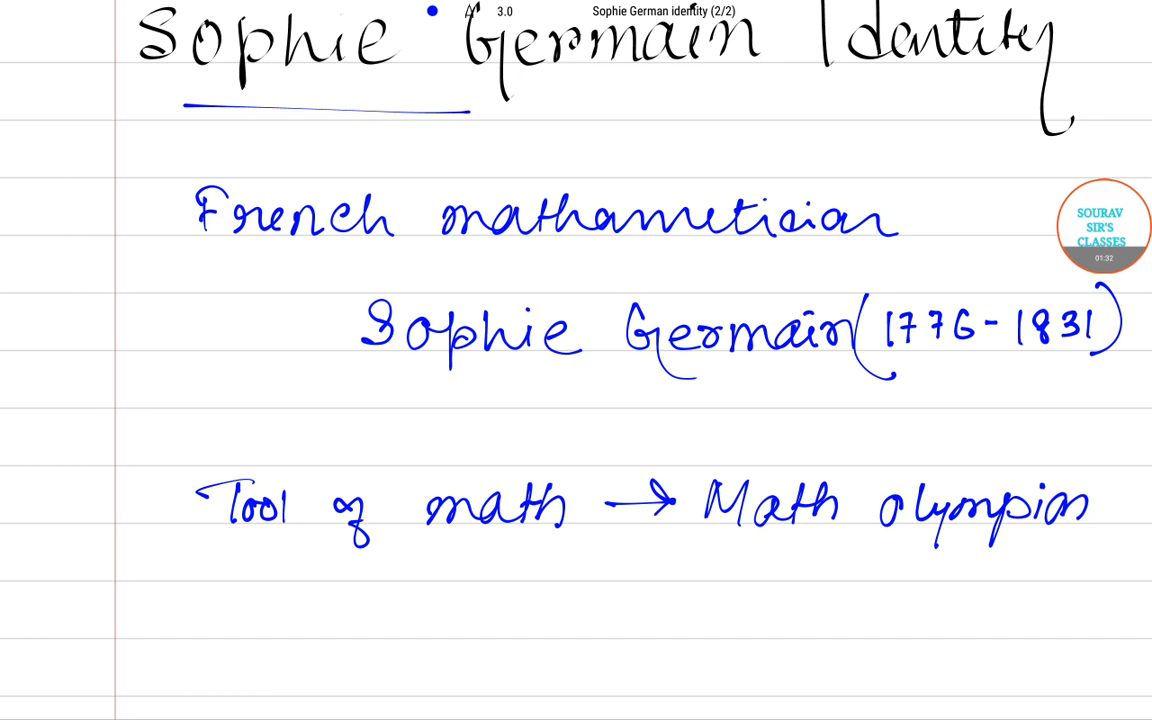 3.0 Sophie German identity (2/2)
Sophie Germain Identity
French mathametician
SOURAV
SIR'S
CLASSES
01:32
Sophie Germain (1776-1831)
Tool of math → Math olympian